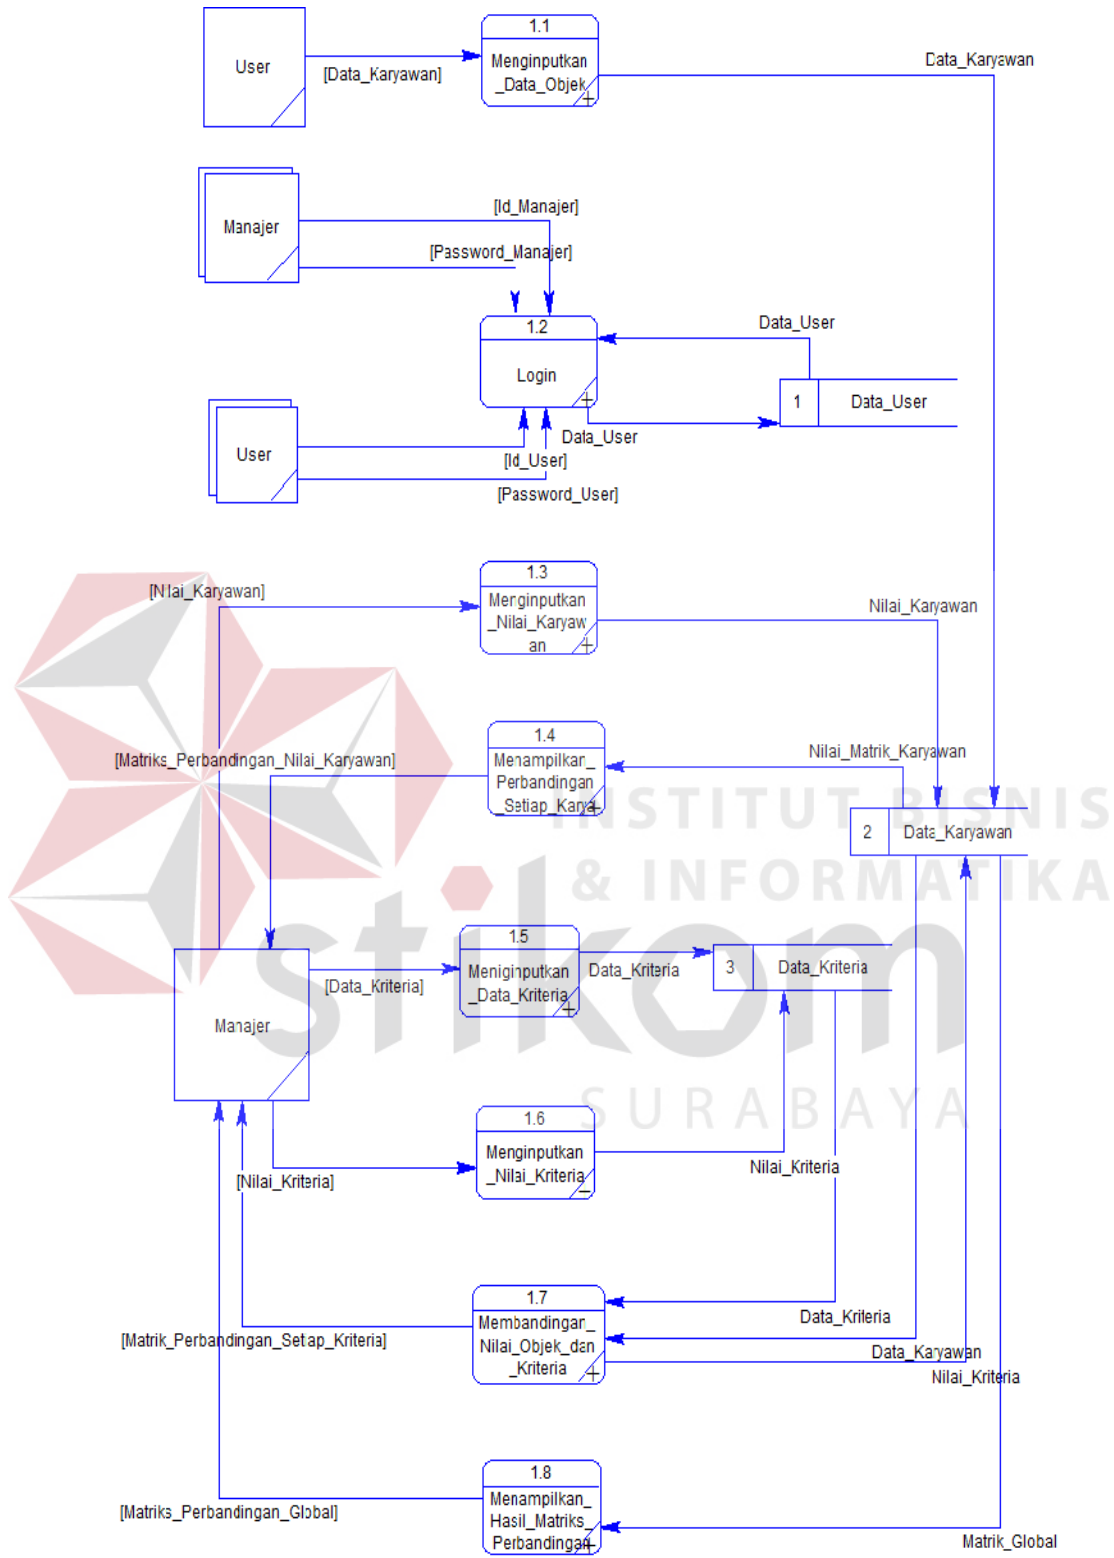 1.1
User
Menginputkan
_Data_Objek
[Data_Karyawan]
Data_Karyawan
Manajer
[Id_Manajer]
[Password_Manajer]
1.2
Login
Data_User
1
Data_User
Data_User
User
[Id_User]
[Password_User]
1.3
Menginputkan
_Nilai_Karyaw
an
[Nilai_Karyawan]
Nilai_Karyawan
1.4
Menampilkan_
Perbandingan
_Setiap_Karya
[Matriks_Perbandingan_Nilai_Karyawan]
Nilai_Matrik_Karyawan
INSTITUT BISNIS
2
Data_Karyawan
& INFORMATIKA
stikom
SURABAYA
1.5
Meniginputkan
_Data_Kriteria
[Data_Kriteria]
Data_Kriteria
3
Data_Kriteria
Manajer
1.6
Menginputkan
_Nilai_Kriteria
[Nilai_Kriteria]
Nilai_Kriteria
1.7
Membandingan_
Nilai_Objek_dan
_Kriteria
[Matrik_Perbandingan_Setiap_Kriteria]
Data_Kriteria
Data_Karyawan
Nilai_Kriteria
1.8
Menampilkan_
Hasil_Matriks_
Perbandingan
[Matriks_Perbandingan_Global]
Matrik_Global